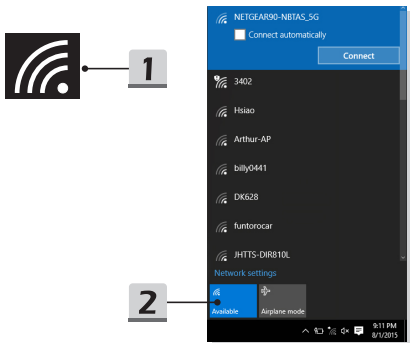 1
NETGEAR90-NBTAS_5G
Connect automatically
Connect
3402
Hsiao
Arthur-AP
billy0441
DK628
funtorocar
JHTTS-DIR810L
Network settings
2
Available
Airplane mode
9:11 PM
8/1/2015